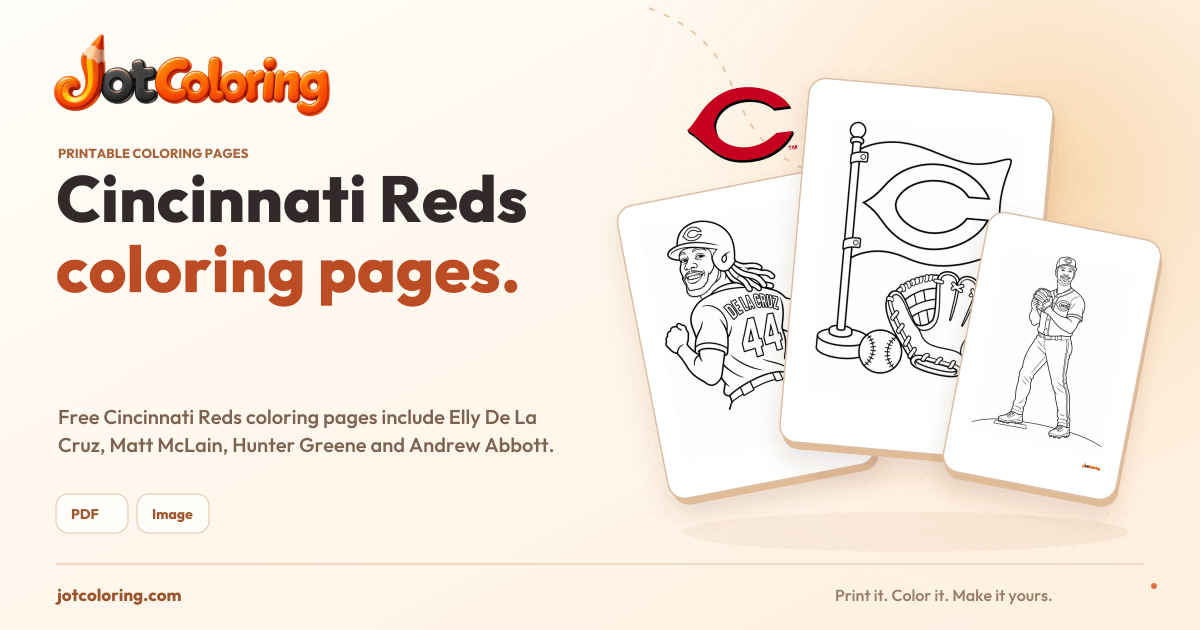 JotColoring
PRINTABLE COLORING PAGES
Cincinnati Reds
coloring pages.
Free Cincinnati Reds coloring pages include Elly De La
Cruz, Matt McLain, Hunter Greene and Andrew Abbott.
PDF
Image
C
TM
C
DE LA CRUZ
44
C
JotColoring
jotcoloring.com
Print it. Color it. Make it yours.